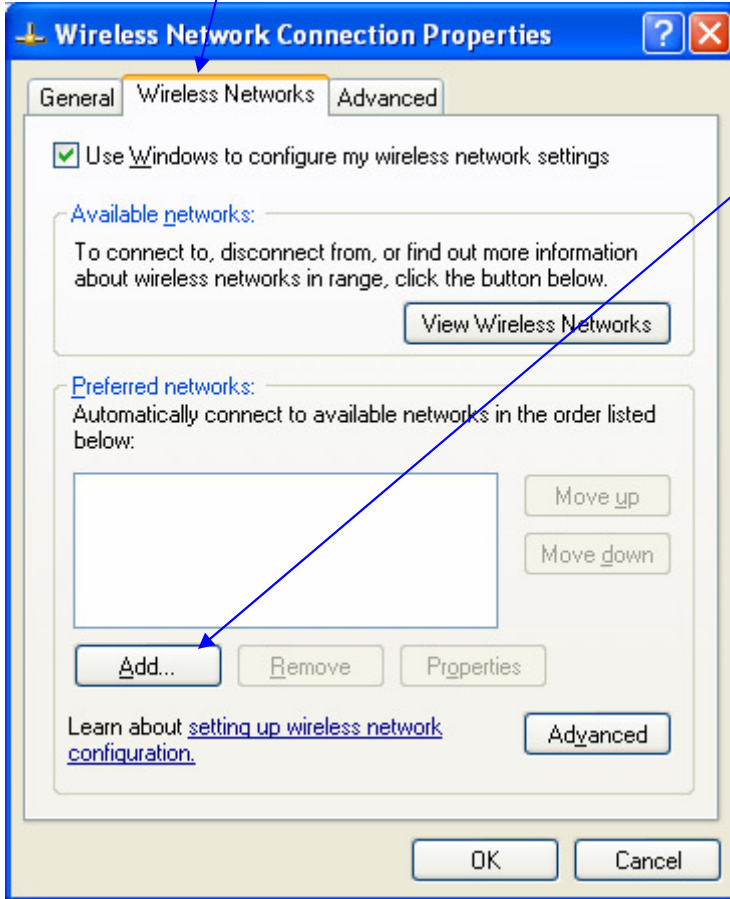 Wireless Network Connection Properties
General Wireless Networks Advanced
Use Windows to configure my wireless network settings
Available networks:
To connect to, disconnect from, or find out more information
about wireless networks in range, click the button below.
View Wireless Networks
Preferred networks:
Automatically connect to available networks in the order listed
below:
Move up
Move down
Add... Remove Properties
Learn about setting up wireless network
configuration.
Advanced
OK Cancel